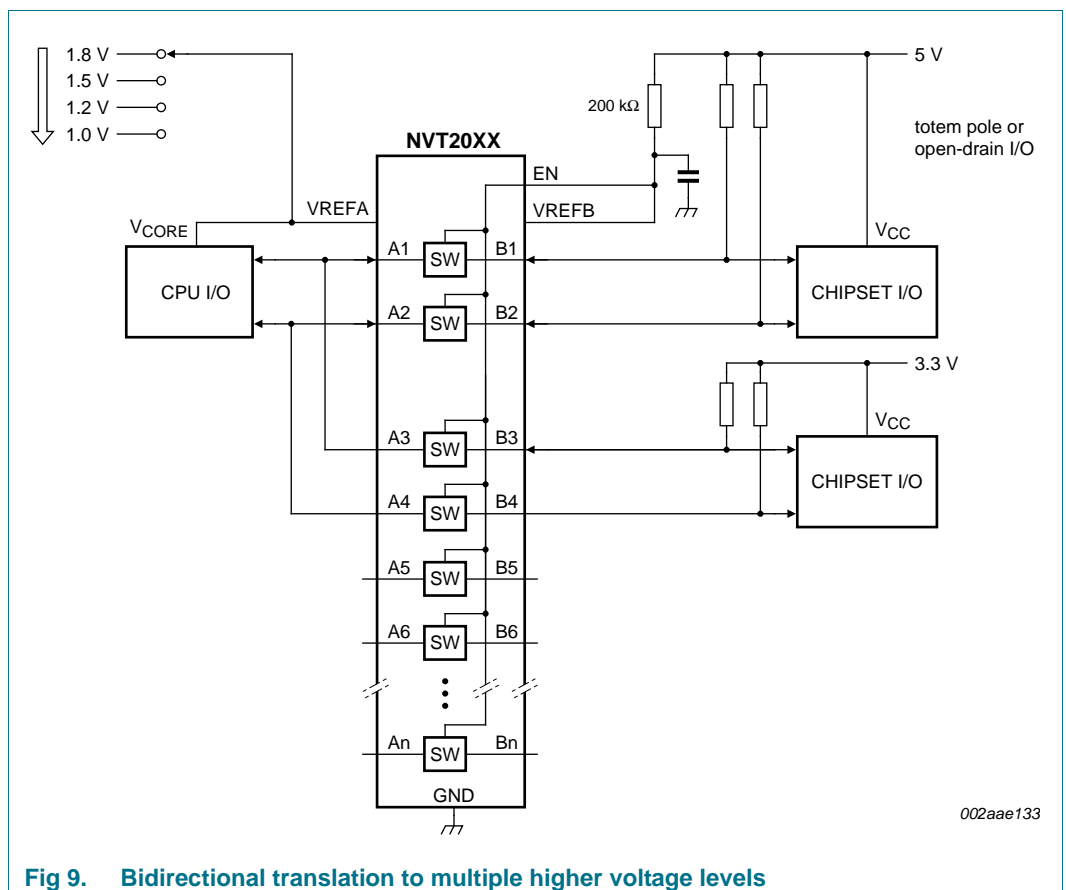 1.8 V
1.5 V
1.2 V
1.0 V
5 V
200 kΩ
totem pole or
open-drain I/O
NVT20XX
EN
VREFA
VREFB
VCORE
VCC
A1
SW
B1
CPU I/O
CHIPSET I/O
A2
SW
B2
3.3 V
VCC
A3
SW
B3
CHIPSET I/O
A4
SW
B4
A5
SW
B5
A6
SW
B6
An
SW
Bn
GND
002aae133
Fig 9. Bidirectional translation to multiple higher voltage levels